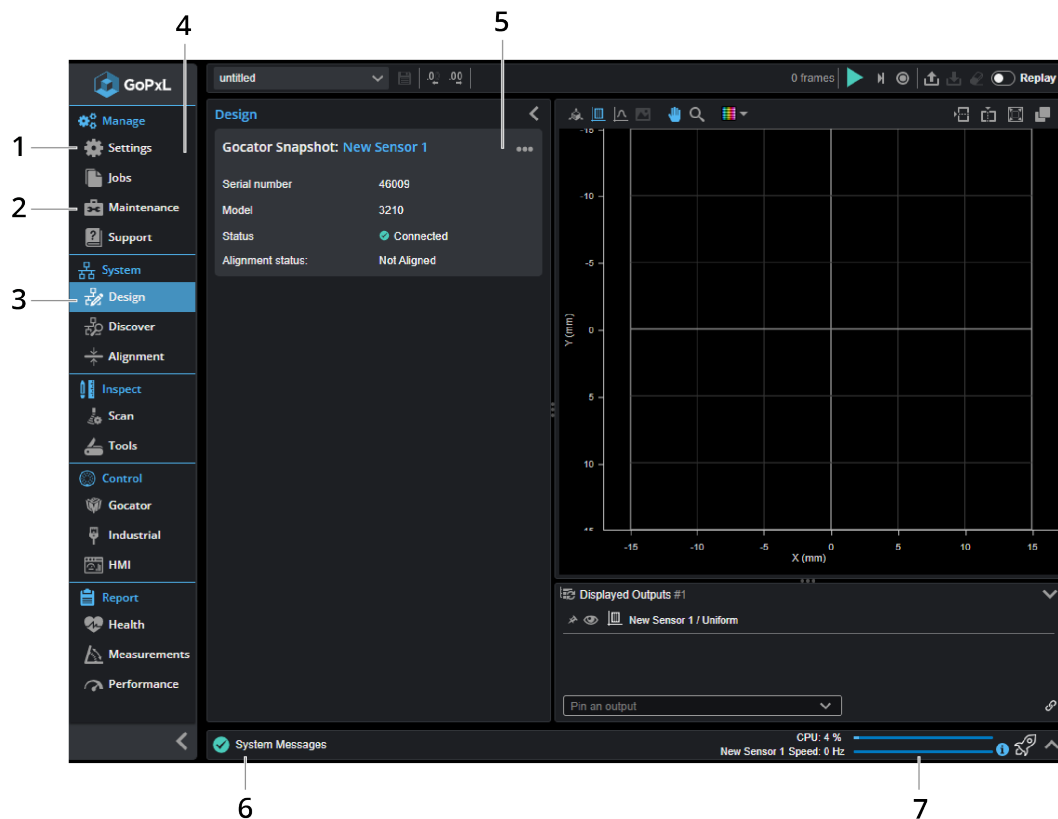 4
5
GoPxL
untitled
.0 .00
0 frames
Replay
Manage
1
Settings
Jobs
2
Maintenance
Support
System
3
Design
Discover
Alignment
Inspect
Scan
Tools
Control
Gocator
Industrial
HMI
Report
Health
Measurements
Performance
Design
Gocator Snapshot: New Sensor 1
Serial number 46009
Model 3210
Status Connected
Alignment status: Not Aligned
-10
-5
0
5
10
Y (mm)
-15 -10 -5 0 5 10 15
X (mm)
Displayed Outputs #1
New Sensor 1 / Uniform
Pin an output
System Messages
CPU: 4 %
New Sensor 1 Speed: 0 Hz
6
7